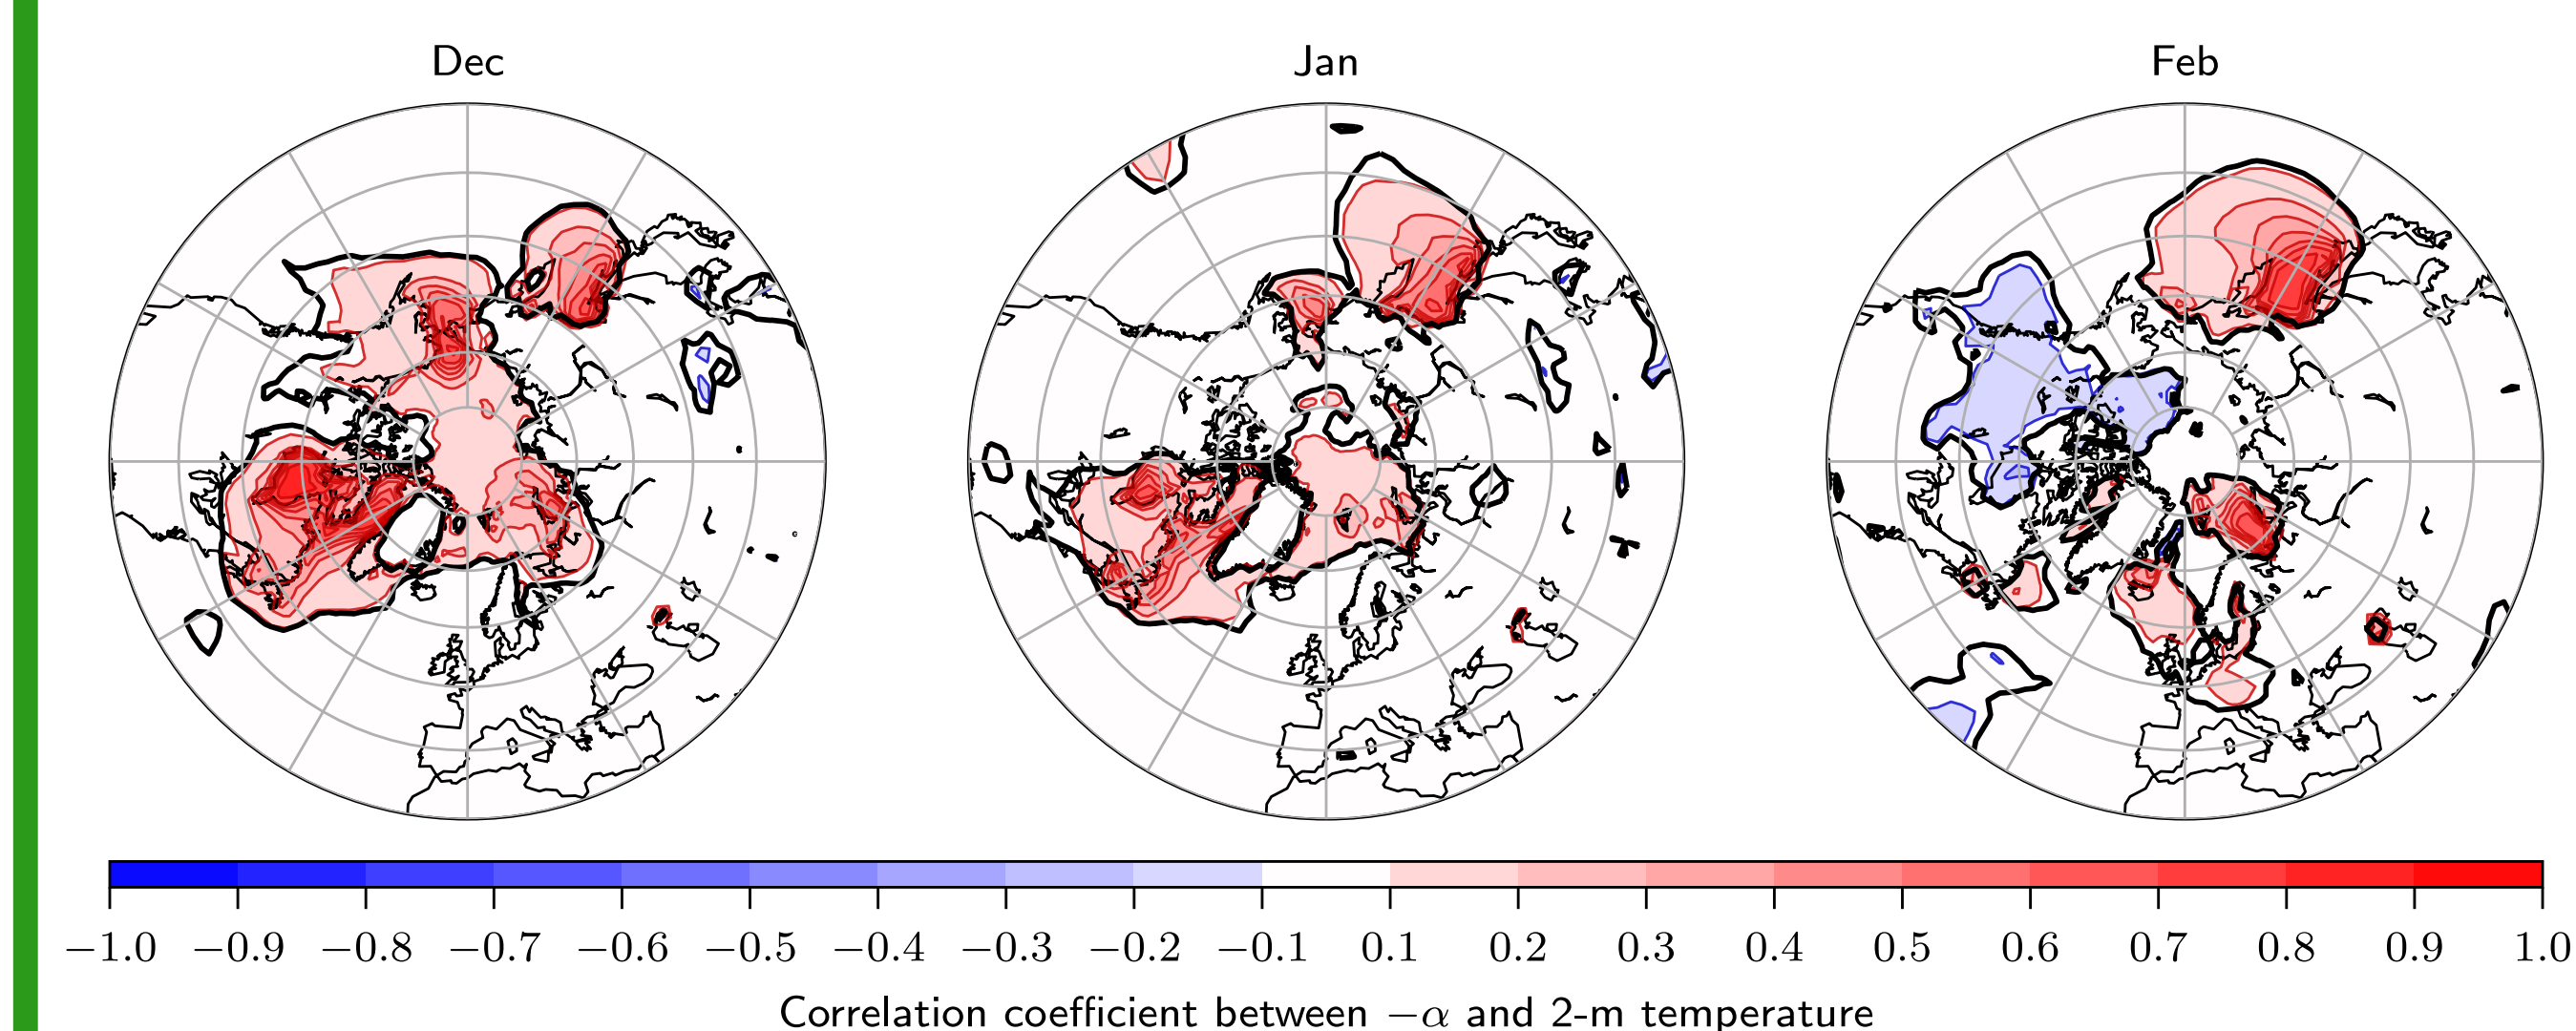 Dec Jan Feb
−1.0 −0.9 −0.8 −0.7 −0.6 −0.5 −0.4 −0.3 −0.2 −0.1 0.1 0.2 0.3 0.4 0.5 0.6 0.7 0.8 0.9 1.0
Correlation coefficient between −α and 2-m temperature